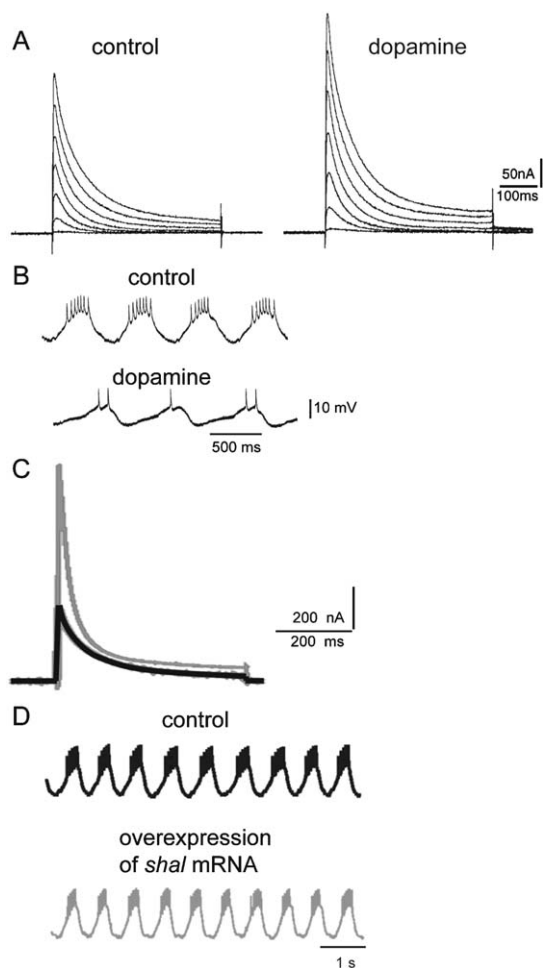 A
control
dopamine
50nA
100ms
B
control
dopamine
10 mV
500 ms
C
200 nA
200 ms
D
control
overexpression
of shal mRNA
1 s